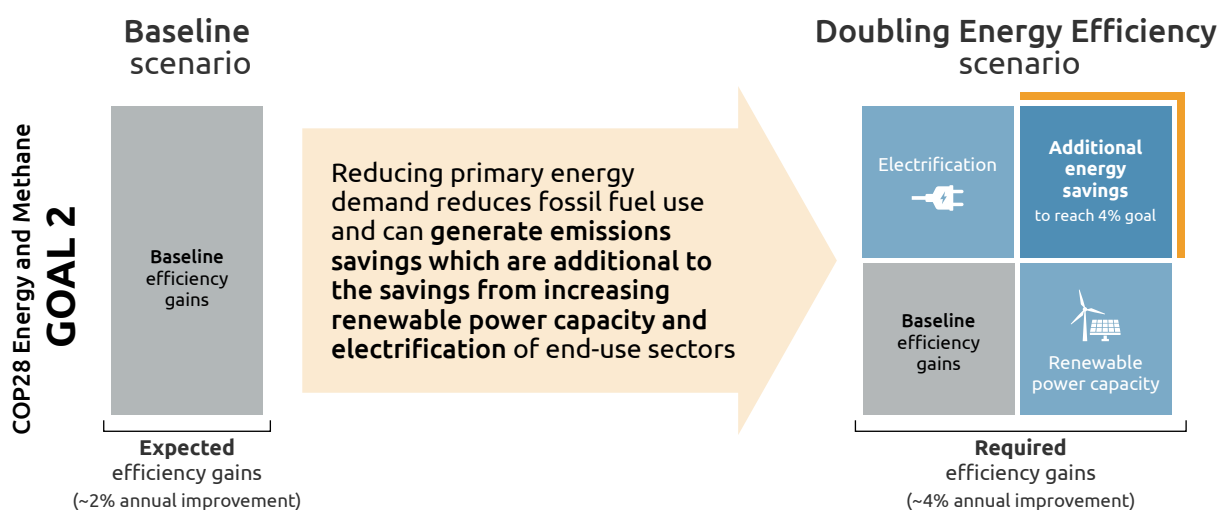 Baseline
scenario
Doubling Energy Efficiency
scenario
COP28 Energy and Methane
GOAL 2
Baseline
efficiency
gains
Expected
efficiency gains
(~2% annual improvement)
Reducing primary energy
demand reduces fossil fuel use
and can generate emissions
savings which are additional to
the savings from increasing
renewable power capacity and
electrification of end-use sectors
Electrification
Additional
energy
savings
to reach 4% goal
Baseline
efficiency
gains
Renewable
power capacity
Required
efficiency gains
(~4% annual improvement)